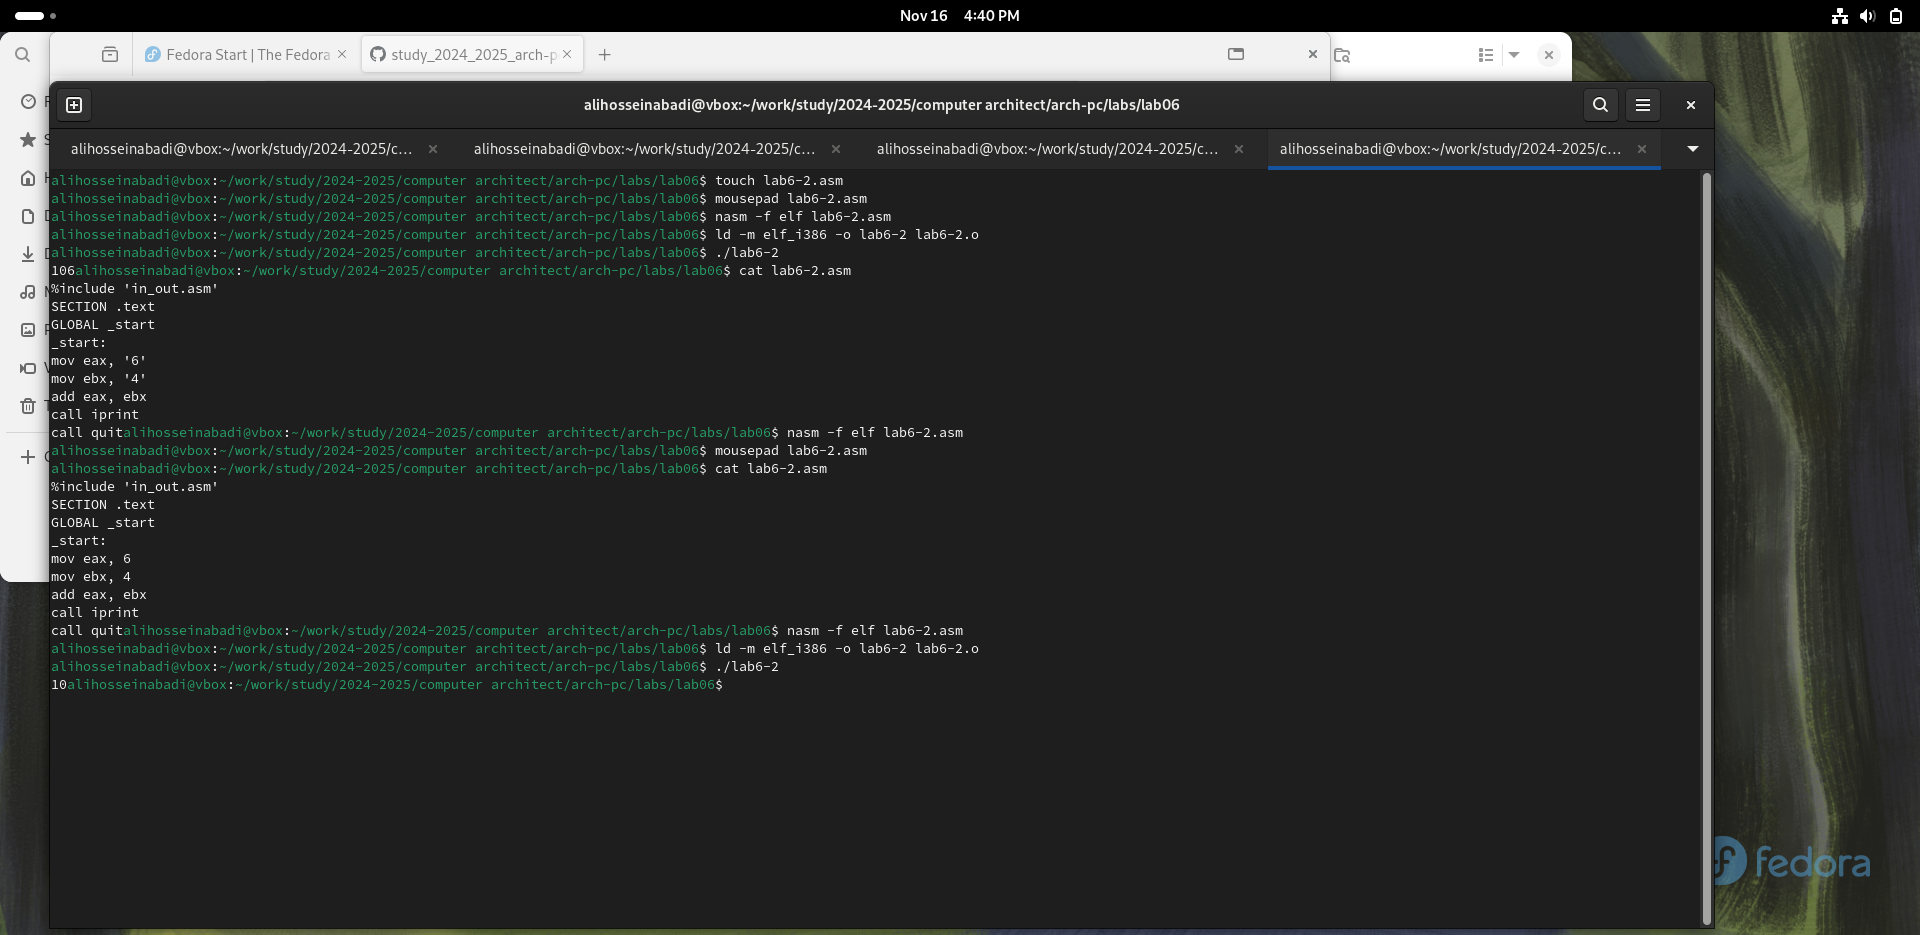 Nov 16 4:40 PM
Fedora Start | The Fedora
study_2024_2025_arch-p
alihosseinabadi@vbox:~/work/study/2024-2025/computer architect/arch-pc/labs/lab06
alihosseinabadi@vbox:~/work/study/2024-2025/c…
alihosseinabadi@vbox:~/work/study/2024-2025/c…
alihosseinabadi@vbox:~/work/study/2024-2025/c…
alihosseinabadi@vbox:~/work/study/2024-2025/c…
alihosseinabadi@vbox:~/work/study/2024-2025/computer architect/arch-pc/labs/lab06$ touch lab6-2.asm
alihosseinabadi@vbox:~/work/study/2024-2025/computer architect/arch-pc/labs/lab06$ mousepad lab6-2.asm
alihosseinabadi@vbox:~/work/study/2024-2025/computer architect/arch-pc/labs/lab06$ nasm -f elf lab6-2.asm
alihosseinabadi@vbox:~/work/study/2024-2025/computer architect/arch-pc/labs/lab06$ ld -m elf_i386 -o lab6-2 lab6-2.o
alihosseinabadi@vbox:~/work/study/2024-2025/computer architect/arch-pc/labs/lab06$ ./lab6-2
106alihosseinabadi@vbox:~/work/study/2024-2025/computer architect/arch-pc/labs/lab06$ cat lab6-2.asm
%include 'in_out.asm'
SECTION .text
GLOBAL _start
_start:
mov eax, '6'
mov ebx, '4'
add eax, ebx
call iprint
call quitalihosseinabadi@vbox:~/work/study/2024-2025/computer architect/arch-pc/labs/lab06$ nasm -f elf lab6-2.asm
alihosseinabadi@vbox:~/work/study/2024-2025/computer architect/arch-pc/labs/lab06$ mousepad lab6-2.asm
alihosseinabadi@vbox:~/work/study/2024-2025/computer architect/arch-pc/labs/lab06$ cat lab6-2.asm
%include 'in_out.asm'
SECTION .text
GLOBAL _start
_start:
mov eax, 6
mov ebx, 4
add eax, ebx
call iprint
call quitalihosseinabadi@vbox:~/work/study/2024-2025/computer architect/arch-pc/labs/lab06$ nasm -f elf lab6-2.asm
alihosseinabadi@vbox:~/work/study/2024-2025/computer architect/arch-pc/labs/lab06$ ld -m elf_i386 -o lab6-2 lab6-2.o
alihosseinabadi@vbox:~/work/study/2024-2025/computer architect/arch-pc/labs/lab06$ ./lab6-2
10alihosseinabadi@vbox:~/work/study/2024-2025/computer architect/arch-pc/labs/lab06$
fedora